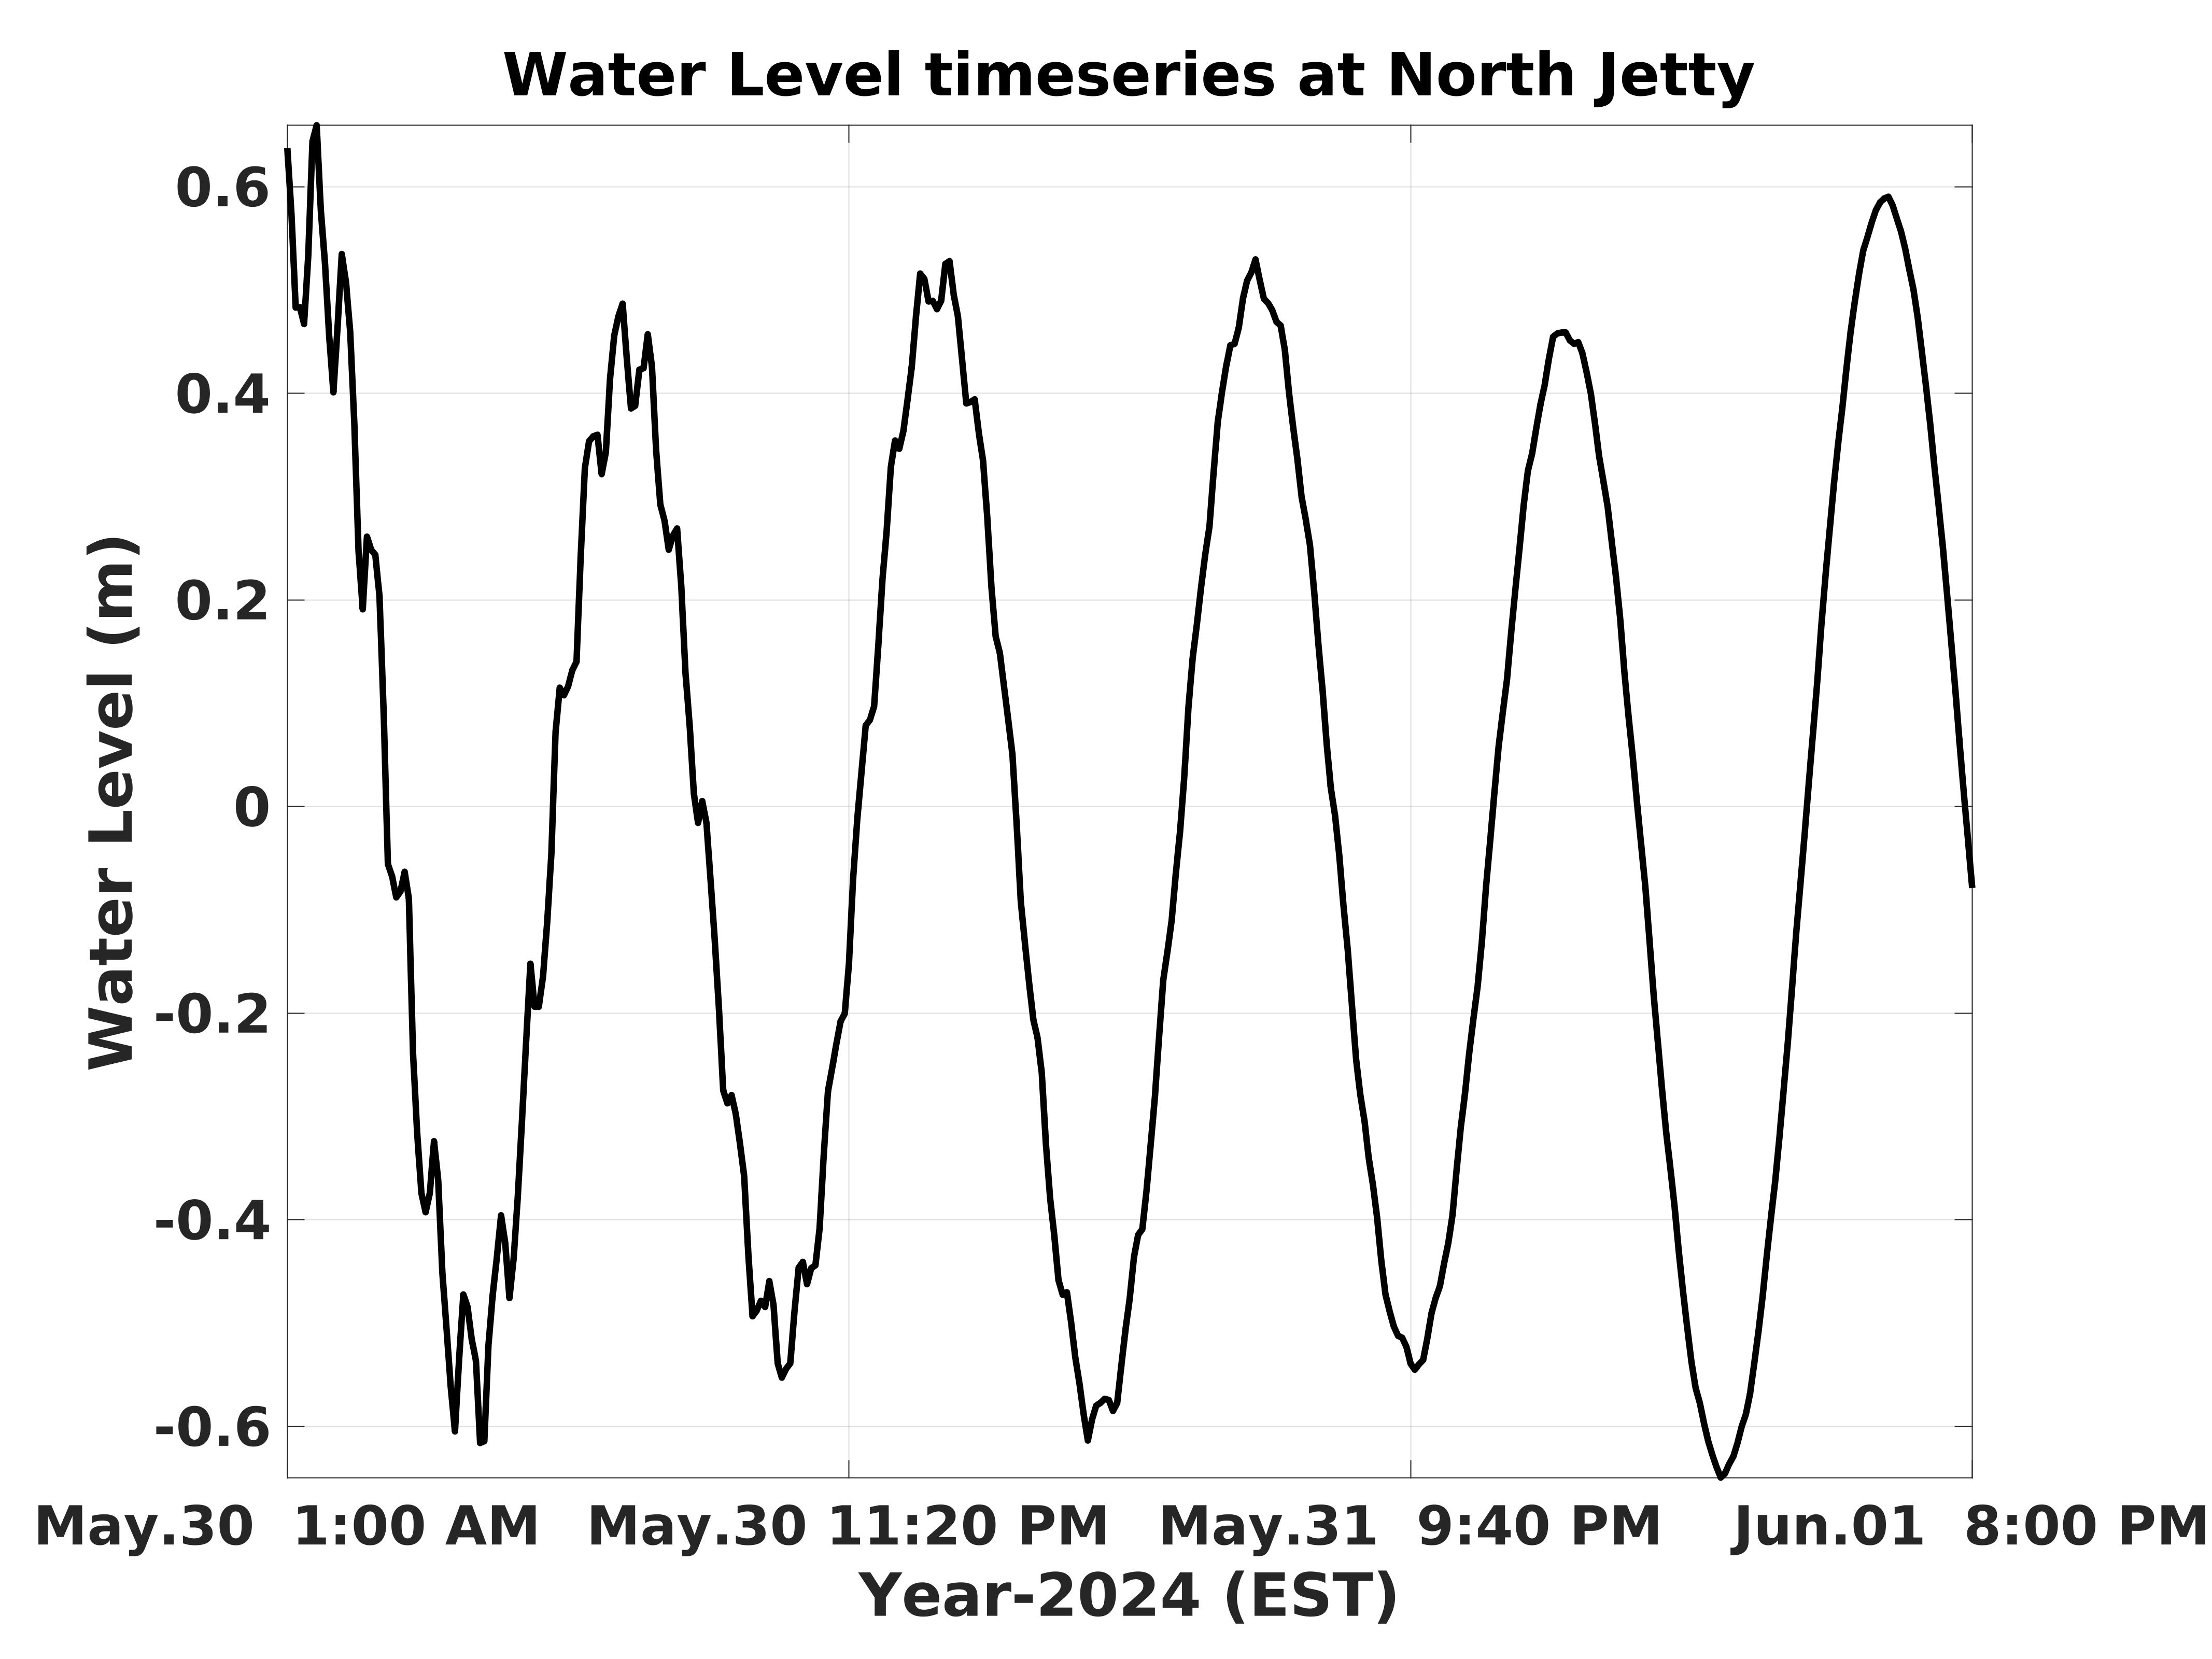 Water Level timeseries at North Jetty
0.6
0.4
0.2
0
-0.2
-0.4
-0.6
Water Level (m)
May.30 1:00 AM May.30 11:20 PM May.31 9:40 PM Jun.01 8:00 PM
Year-2024 (EST)